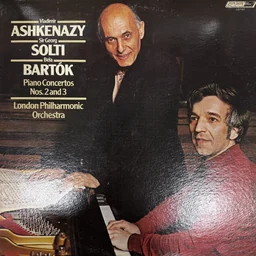 Vladimir
ASHKENAZY
Sir Georg
SOLTI
Béla
BARTÓK
Piano Concertos
Nos. 2 and 3
London Philharmonic
Orchestra
LONDON